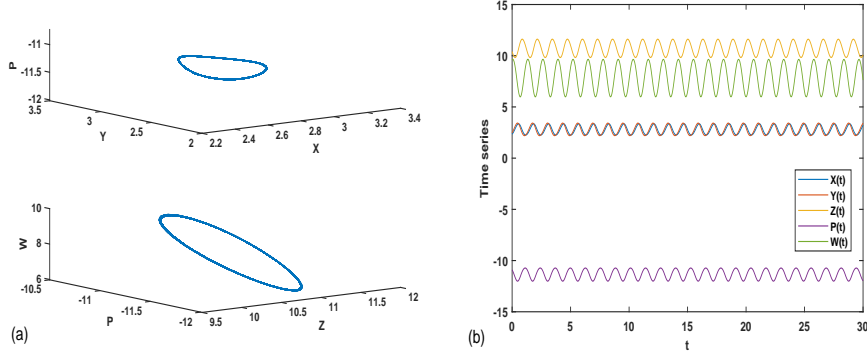 -11
P
-11.5
-12
3.5
3
Y
2.5
2
2.2
2.4
2.6
X
2.8
3
3.2
3.4
10
W
8
6
-10.5
-11
P
-11.5
-12
9.5
10
10.5
Z
11
11.5
12
(a)
15
10
5
0
-5
-10
-15
Time series
X(t)
Y(t)
Z(t)
P(t)
W(t)
0
5
10
15
20
25
30
t
(b)